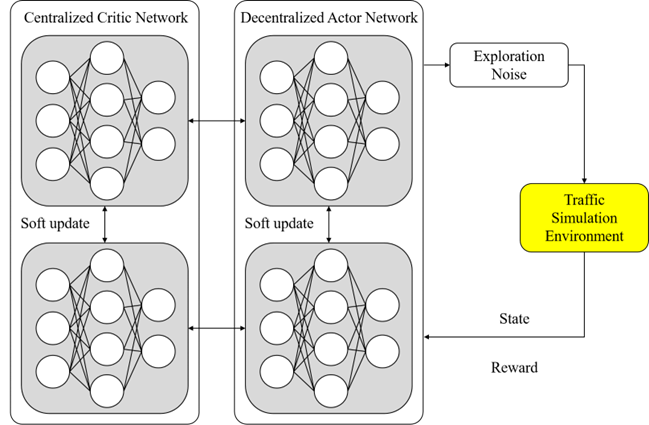 Centralized Critic Network
Decentralized Actor Network
Exploration
Noise
Soft update
Soft update
Traffic
Simulation
Environment
State
Reward